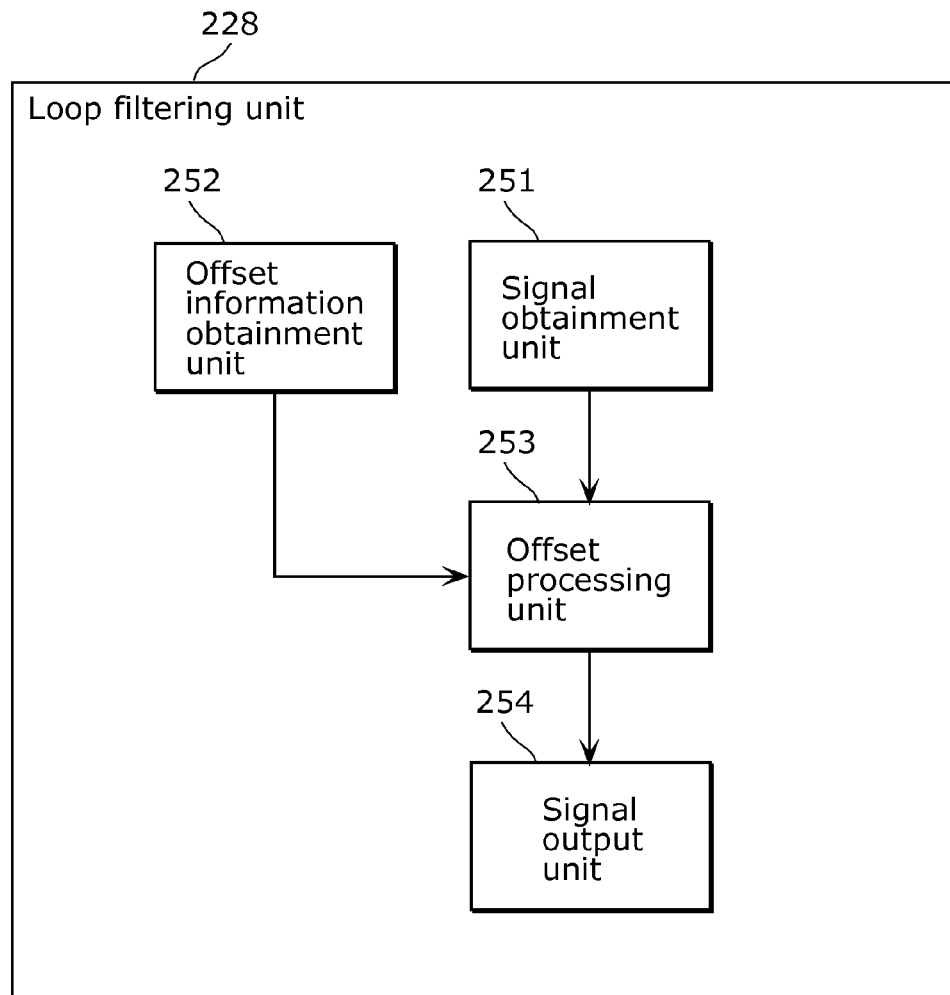 228
Loop filtering unit
252
251
Offset
information
obtainment
unit
Signal
obtainment
unit
253
Offset
processing
unit
254
Signal
output
unit